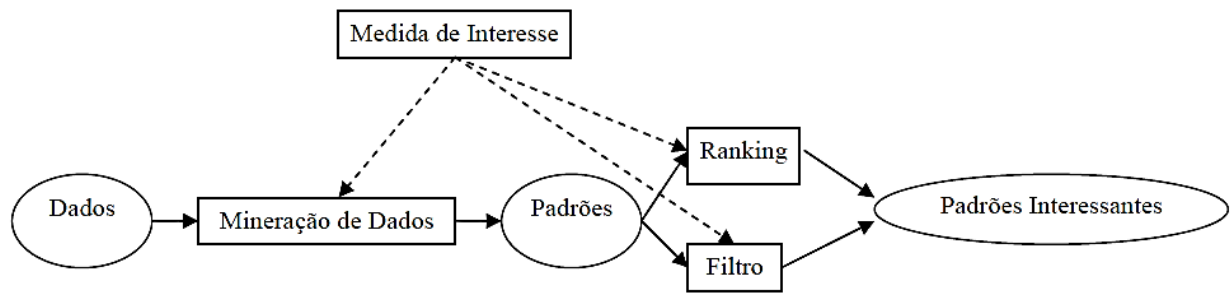 Medida de Interesse
Ranking
Dados
Mineração de Dados
Padrões
Padrões Interessantes
Filtro